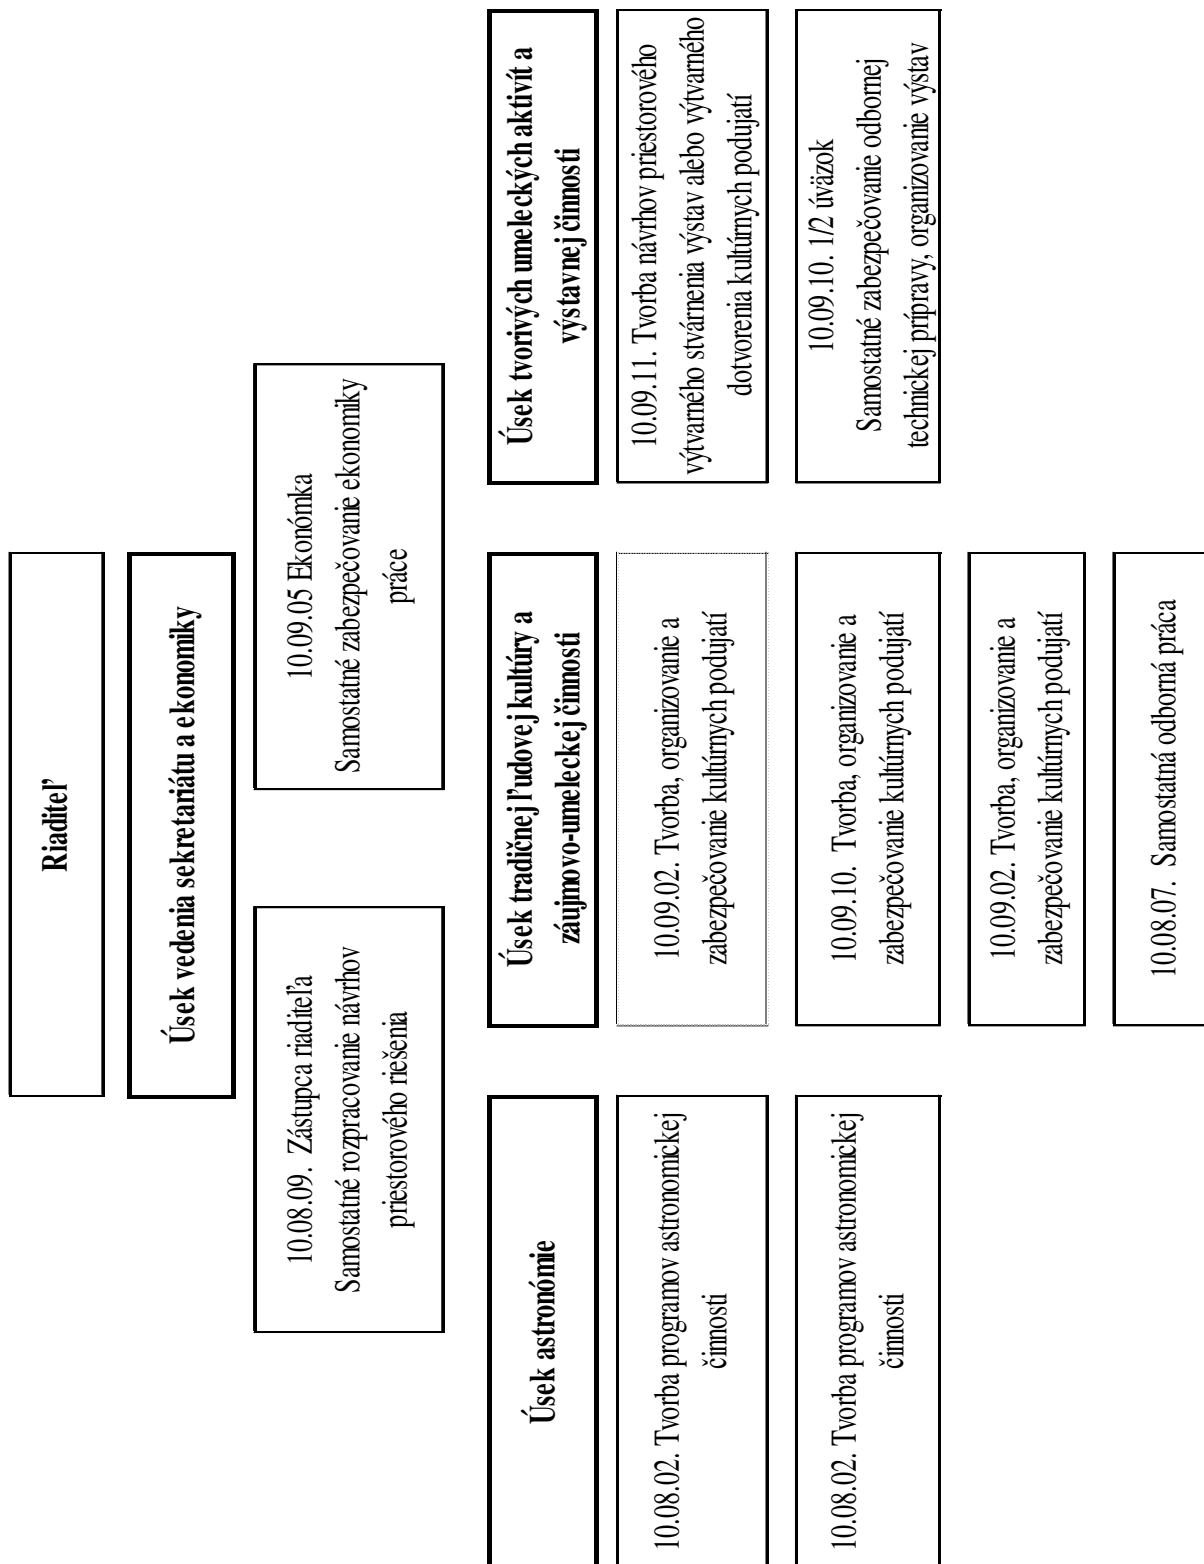 Riaditeľ
Úsek vedenia sekretariátu a ekonomiky
10.08.09. Zástupca riaditeľa
Samostatné rozpracovanie návrhov
priestorového riešenia
10.09.05 Ekonómka
Samostatné zabezpečovanie ekonomiky
práce
Úsek astronómie
10.08.02. Tvorba programov astronomickej
činnosti
10.08.02. Tvorba programov astronomickej
činnosti
Úsek tradičnej ľudovej kultúry a
záujmovo-umeleckej činnosti
10.09.02. Tvorba, organizovanie a
zabezpečovanie kultúrnych podujatí
10.09.10. Tvorba, organizovanie a
zabezpečovanie kultúrnych podujatí
10.09.02. Tvorba, organizovanie a
zabezpečovanie kultúrnych podujatí
10.08.07. Samostatná odborná práca
Úsek tvorivých umeleckých aktivít a
výstavnej činnosti
10.09.11. Tvorba návrhov priestorového
výtvarného stvárnenia výstav alebo výtvarného
dotvorenia kultúrnych podujatí
10.09.10. 1/2 úväzok
Samostatné zabezpečovanie odbornej
technickej prípravy, organizovanie výstav